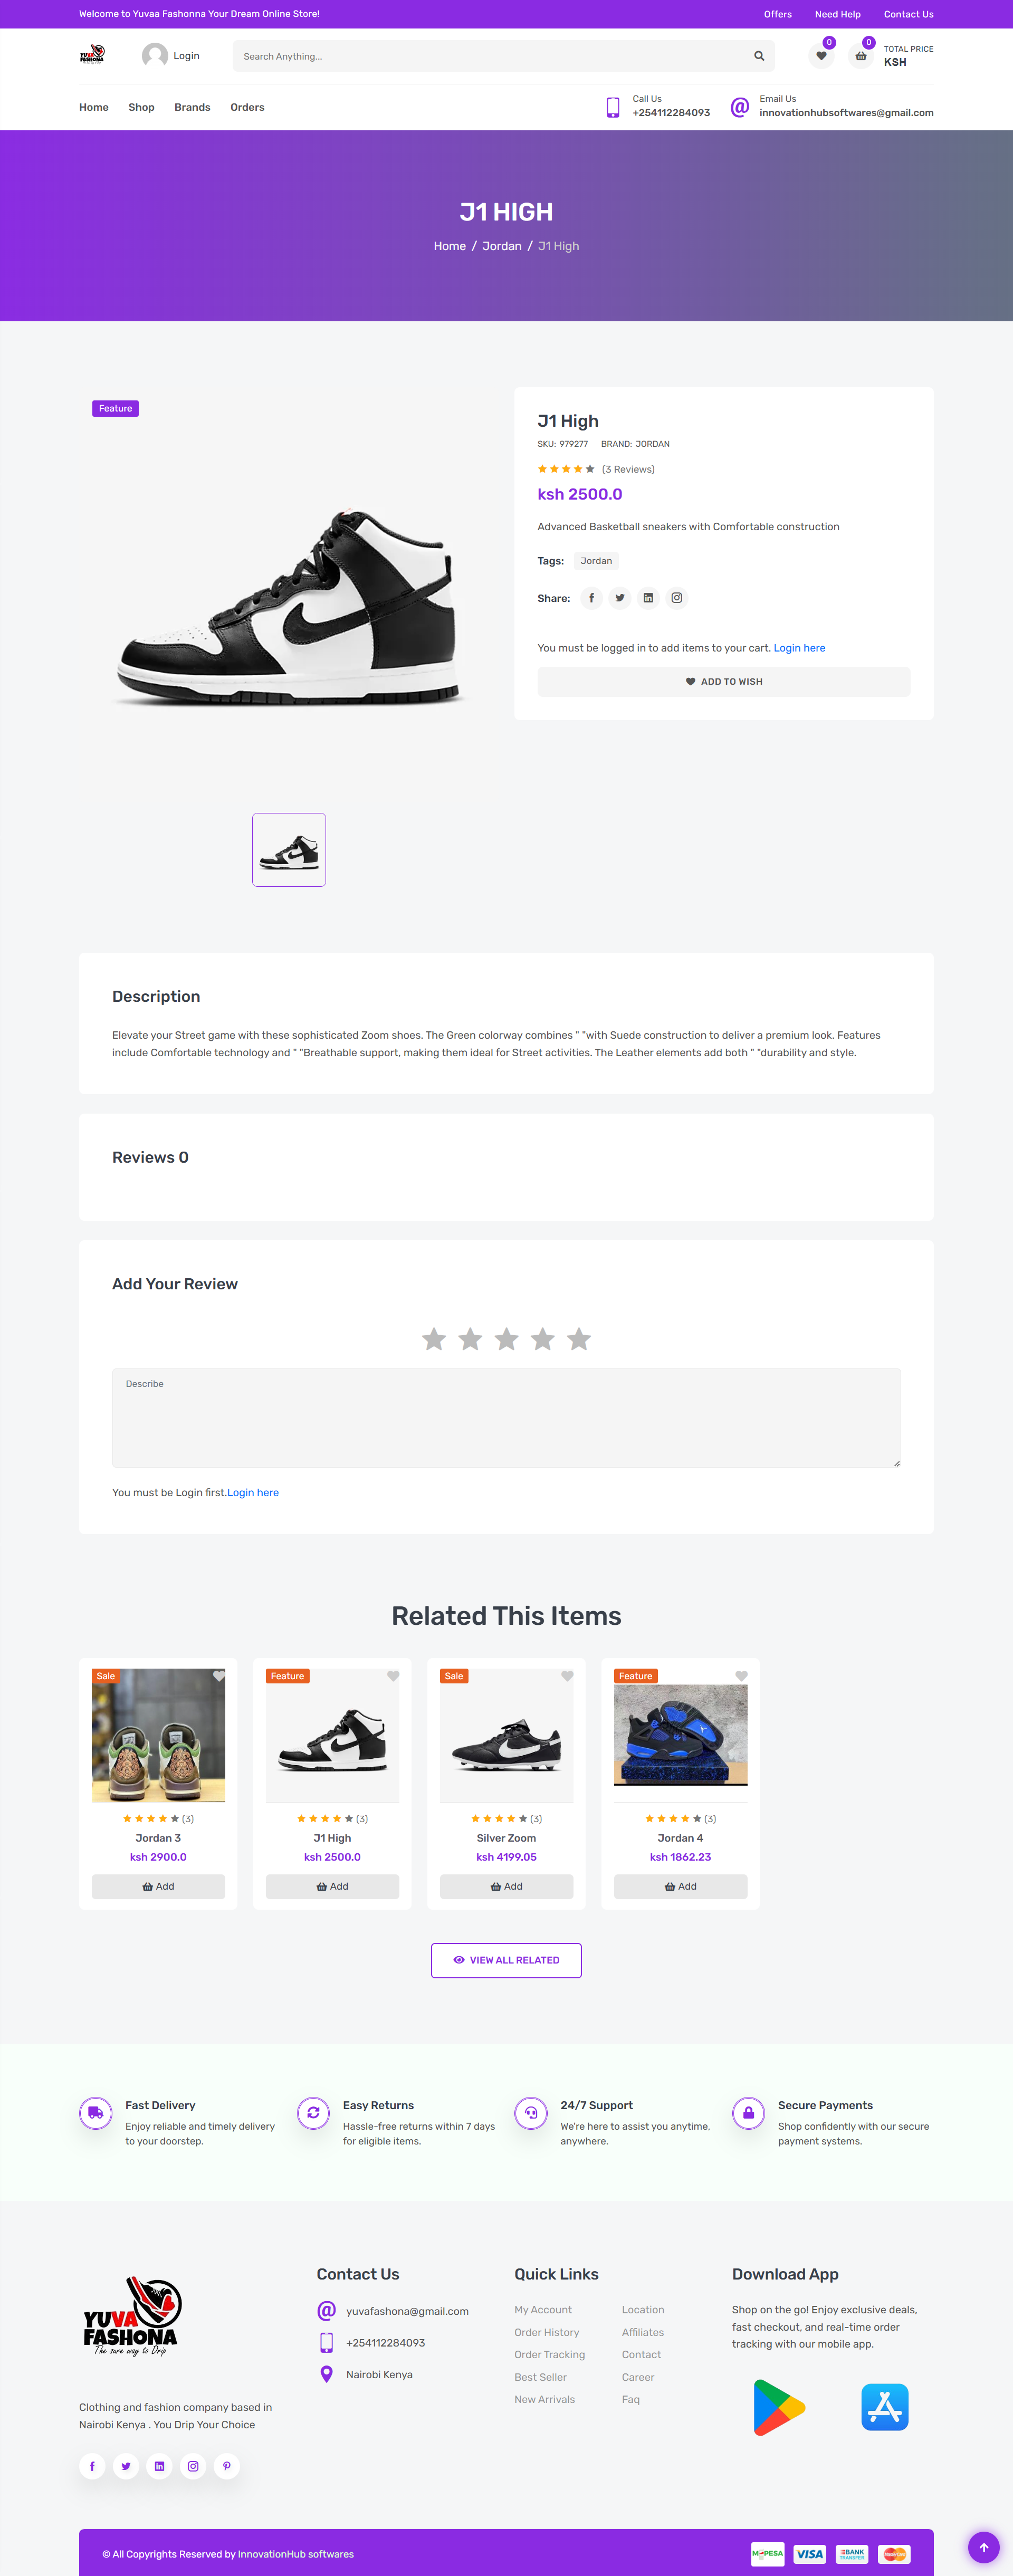 Welcome to Yuvaa Fashonna Your Dream Online Store!
Offers Need Help Contact Us
YUVA
FASHONA
Login
Search Anything...
0
0
TOTAL PRICE
KSH
Home Shop Brands Orders
Call Us
+254112284093
Email Us
innovationhubsoftwares@gmail.com
J1 HIGH
Home / Jordan / J1 High
Feature
J1 High
SKU: 979277 BRAND: JORDAN
(3 Reviews)
ksh 2500.0
Advanced Basketball sneakers with Comfortable construction
Tags: Jordan
Share:
You must be logged in to add items to your cart. Login here
ADD TO WISH
Description
Elevate your Street game with these sophisticated Zoom shoes. The Green colorway combines " "with Suede construction to deliver a premium look. Features
include Comfortable technology and " "Breathable support, making them ideal for Street activities. The Leather elements add both " "durability and style.
Reviews 0
Add Your Review
Describe
You must be Login first.Login here
Related This Items
Sale
(3)
Jordan 3
ksh 2900.0
Add
Feature
(3)
J1 High
ksh 2500.0
Add
Sale
(3)
Silver Zoom
ksh 4199.05
Add
Feature
(3)
Jordan 4
ksh 1862.23
Add
VIEW ALL RELATED
Fast Delivery
Enjoy reliable and timely delivery
to your doorstep.
Easy Returns
Hassle-free returns within 7 days
for eligible items.
24/7 Support
We're here to assist you anytime,
anywhere.
Secure Payments
Shop confidently with our secure
payment systems.
YUVA
FASHONA
The sure way to Drip
Clothing and fashion company based in
Nairobi Kenya . You Drip Your Choice
Contact Us
yuvafashona@gmail.com
+254112284093
Nairobi Kenya
Quick Links
My Account
Order History
Order Tracking
Best Seller
New Arrivals
Location
Affiliates
Contact
Career
Faq
Download App
Shop on the go! Enjoy exclusive deals,
fast checkout, and real-time order
tracking with our mobile app.
© All Copyrights Reserved by InnovationHub softwares
M-PESA
VISA
BANK
TRANSFER
MasterCard